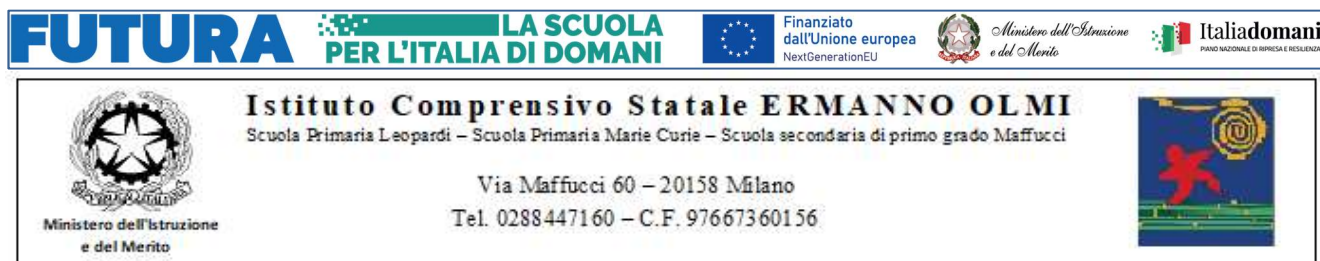 FUTURA
LA SCUOLA
PER L'ITALIA DI DOMANI
Finanziato
dall'Unione europea
NextGenerationEU
Ministero dell'Istruzione
e del Merito
Italiadomani
PIANO NAZIONALE DI RIPRESA E RESILIENZA
Istituto Comprensivo Statale ERMANNO OLMI
Scuola Primaria Leopardi – Scuola Primaria Marie Curie – Scuola secondaria di primo grado Maffucci
Via Maffucci 60 – 20158 Milano
Tel. 0288447160 – C.F. 97667360156
Ministero dell'Istruzione
e del Merito